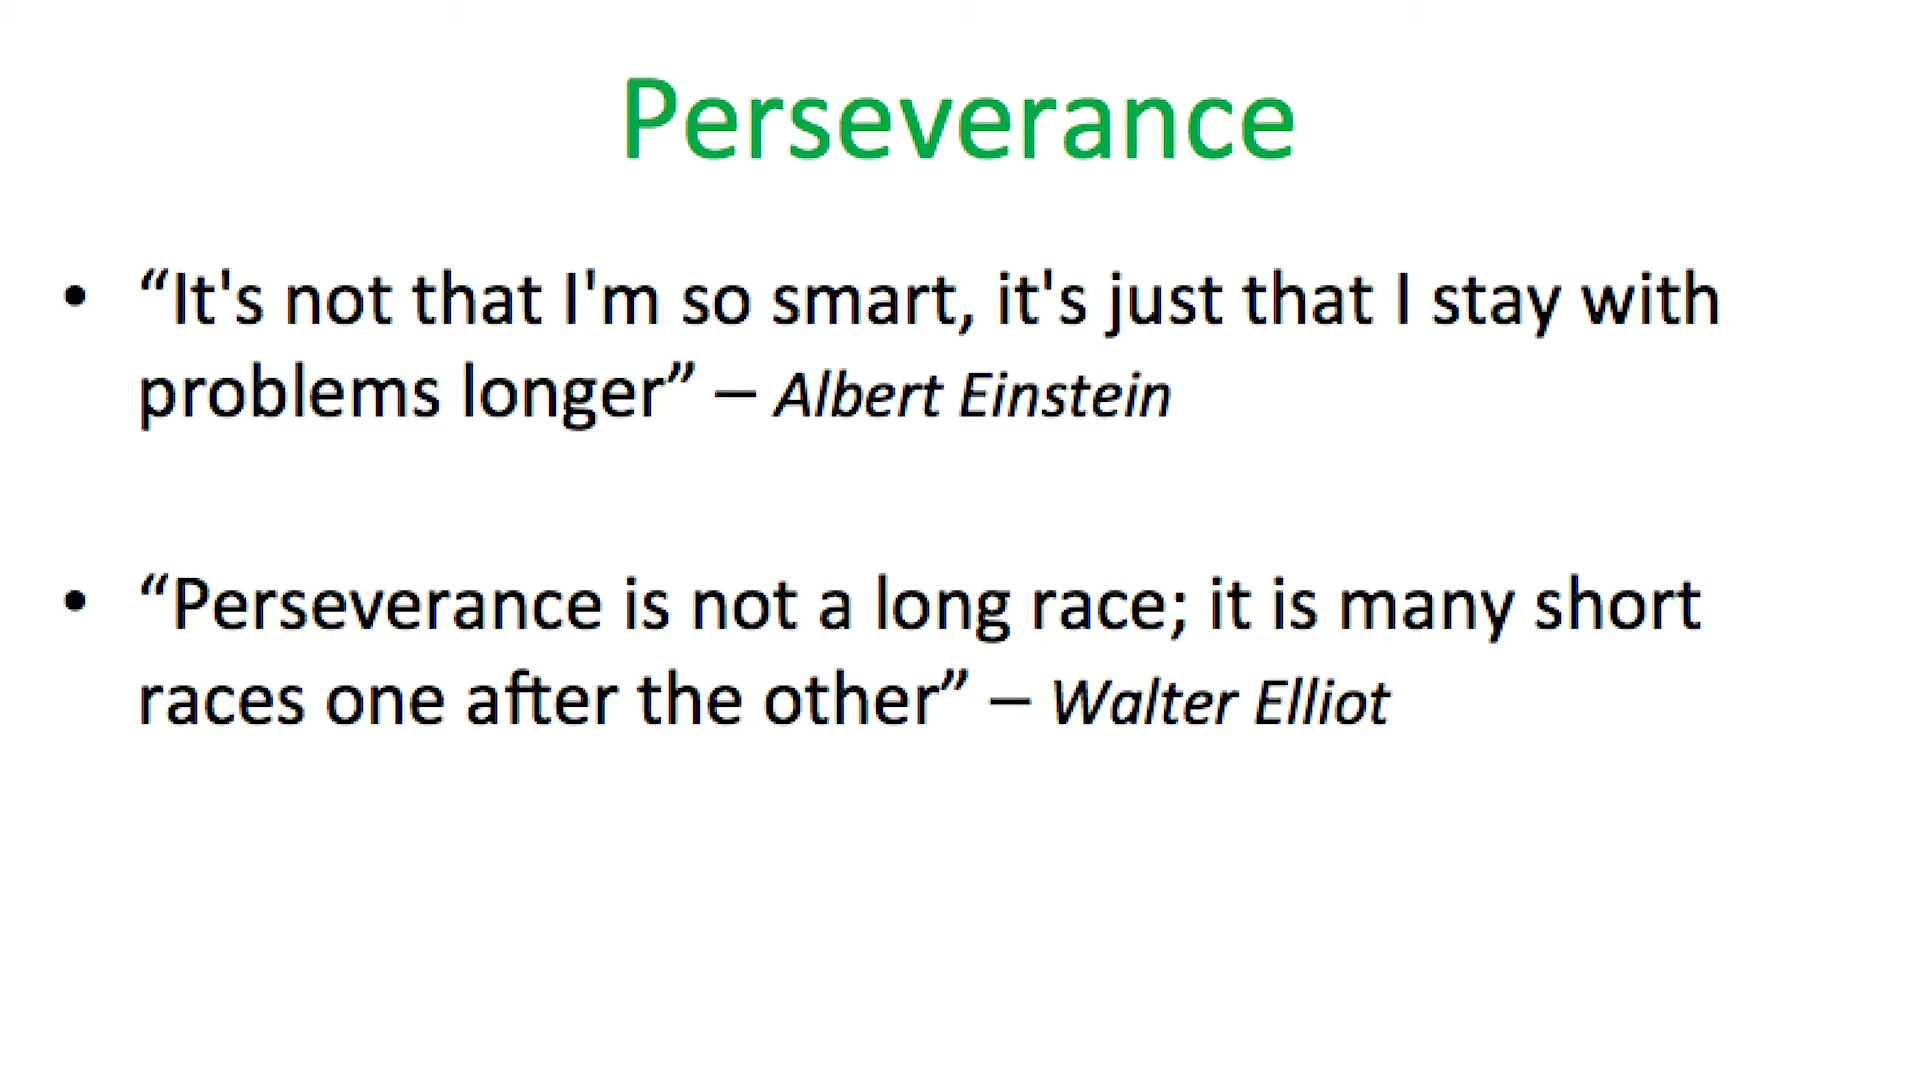 Perseverance
• “It's not that I'm so smart, it's just that I stay with
problems longer” – Albert Einstein
• “Perseverance is not a long race; it is many short
races one after the other” – Walter Elliot